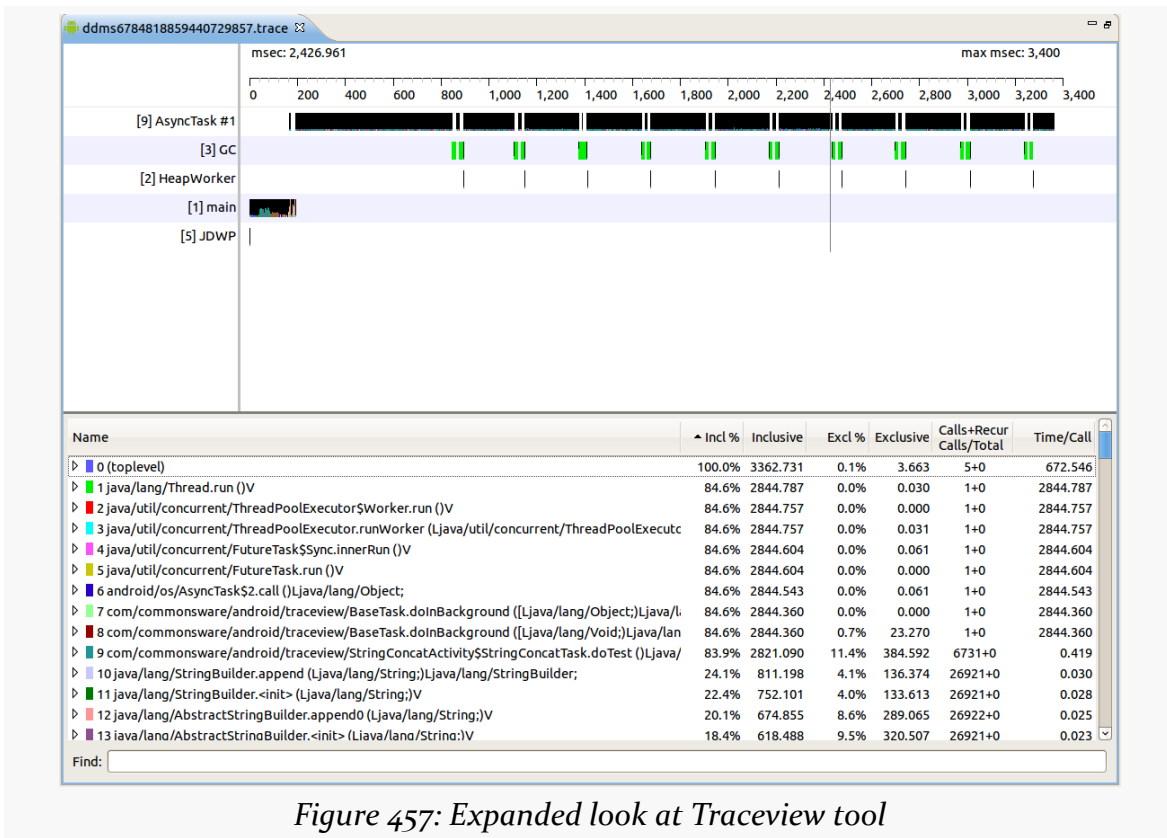 ddms6784818859440729857.trace
msec: 2,426.961 max msec: 3,400
0 200 400 600 800 1,000 1,200 1,400 1,600 1,800 2,000 2,200 2,400 2,600 2,800 3,000 3,200 3,400
[9] AsyncTask #1
[3] GC
[2] HeapWorker
[1] main
[5] JDWP
Name Incl % Inclusive Excl % Exclusive Calls+Recur Calls/Total Time/Call
0 (toplevel) 100.0% 3362.731 0.1% 3.663 5+0 672.546
1 java/lang/Thread.run ()V 84.6% 2844.787 0.0% 0.030 1+0 2844.787
2 java/util/concurrent/ThreadPoolExecutor$Worker.run ()V 84.6% 2844.757 0.0% 0.000 1+0 2844.757
3 java/util/concurrent/ThreadPoolExecutor.runWorker (Ljava/util/concurrent/ThreadPoolExecutc 84.6% 2844.757 0.0% 0.031 1+0 2844.757
4 java/util/concurrent/FutureTask$Sync.innerRun ()V 84.6% 2844.604 0.0% 0.061 1+0 2844.604
5 java/util/concurrent/FutureTask.run ()V 84.6% 2844.604 0.0% 0.000 1+0 2844.604
6 android/os/AsyncTask$2.call ()Ljava/lang/Object; 84.6% 2844.543 0.0% 0.061 1+0 2844.543
7 com/commonsware/android/traceview/BaseTask.doInBackground ([Ljava/lang/Object;)Ljava/l 84.6% 2844.360 0.0% 0.000 1+0 2844.360
8 com/commonsware/android/traceview/BaseTask.doInBackground ([Ljava/lang/Void;)Ljava/lan 84.6% 2844.360 0.7% 23.270 1+0 2844.360
9 com/commonsware/android/traceview/StringConcatActivity$StringConcatTask.doTest ()Ljava/ 83.9% 2821.090 11.4% 384.592 6731+0 0.419
10 java/lang/StringBuilder.append (Ljava/lang/String;)Ljava/lang/StringBuilder; 24.1% 811.198 4.1% 136.374 26921+0 0.030
11 java/lang/StringBuilder.<init> (Ljava/lang/String;)V 22.4% 752.101 4.0% 133.613 26921+0 0.028
12 java/lang/AbstractStringBuilder.append0 (Ljava/lang/String;)V 20.1% 674.855 8.6% 289.065 26922+0 0.025
13 java/lang/AbstractStringBuilder.<init> (Ljava/lang/String;)V 18.4% 618.488 9.5% 320.507 26921+0 0.023
Find:
Figure 457: Expanded look at Traceview tool